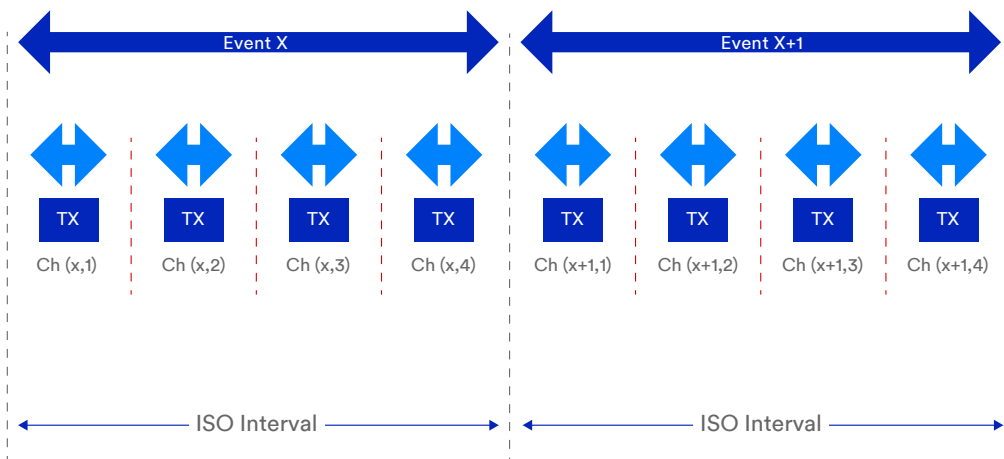 Event X
Event X+1
TX
TX
TX
TX
TX
TX
TX
TX
Ch (x,1)
Ch (x,2)
Ch (x,3)
Ch (x,4)
Ch (x+1,1)
Ch (x+1,2)
Ch (x+1,3)
Ch (x+1,4)
ISO Interval
ISO Interval